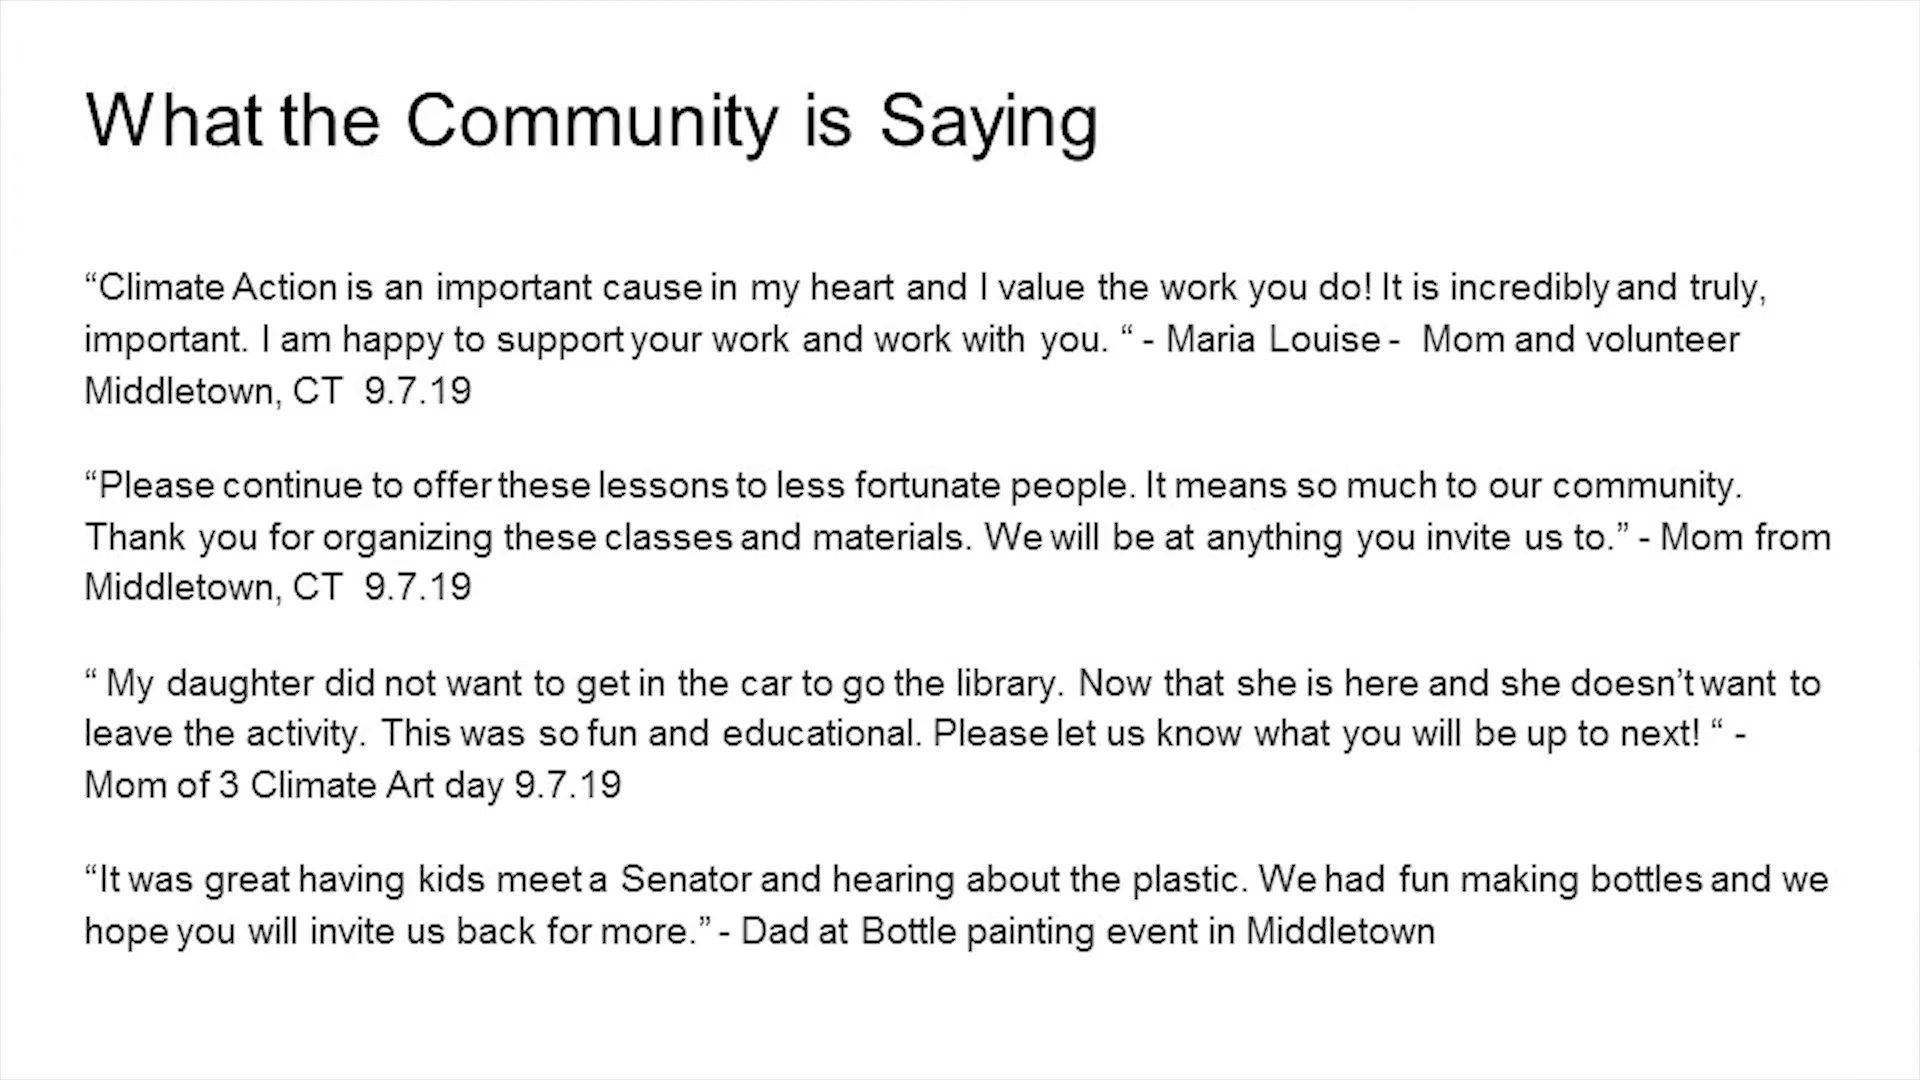 What the Community is Saying
“Climate Action is an important cause in my heart and I value the work you do! It is incredibly and truly,
important. I am happy to support your work and work with you. “ - Maria Louise -  Mom and volunteer
Middletown, CT  9.7.19
“Please continue to offer these lessons to less fortunate people. It means so much to our community.
Thank you for organizing these classes and materials. We will be at anything you invite us to.” - Mom from
Middletown, CT  9.7.19
“ My daughter did not want to get in the car to go the library. Now that she is here and she doesn’t want to
leave the activity. This was so fun and educational. Please let us know what you will be up to next! “ -
Mom of 3 Climate Art day 9.7.19
“It was great having kids meet a Senator and hearing about the plastic. We had fun making bottles and we
hope you will invite us back for more.” - Dad at Bottle painting event in Middletown